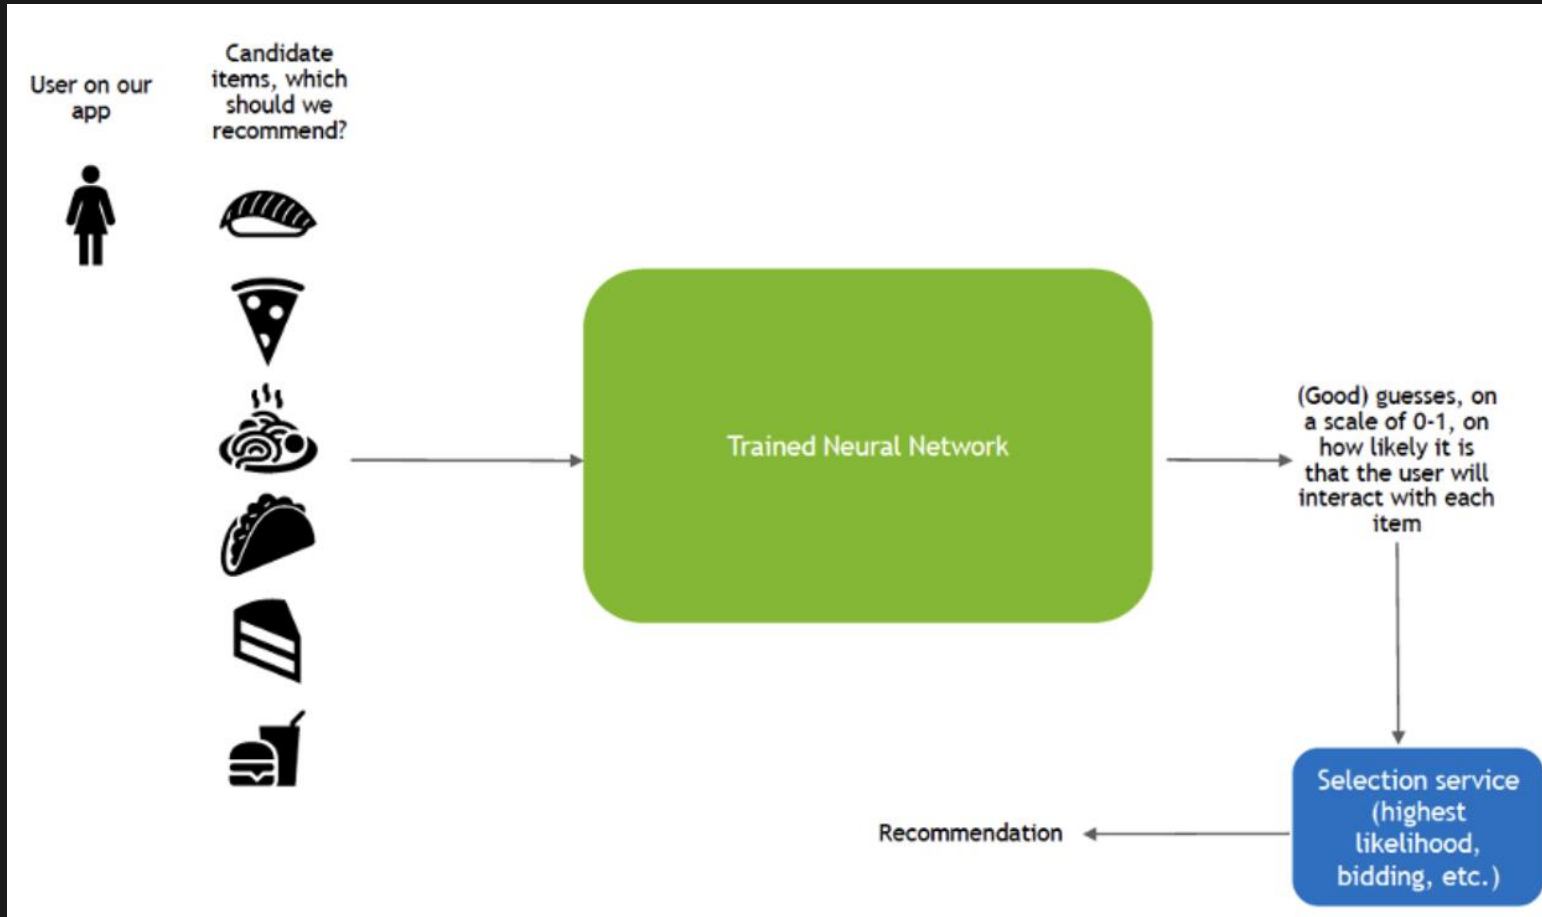 User on our
app
Candidate
items, which
should we
recommend?
Trained Neural Network
(Good) guesses, on
a scale of 0-1, on
how likely it is
that the user will
interact with each
item
Selection service
(highest
likelihood,
bidding, etc.)
Recommendation